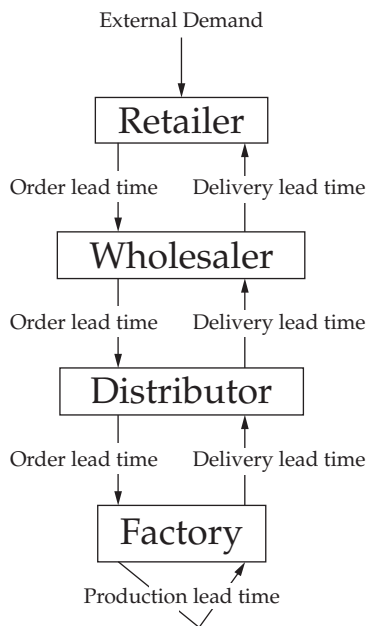 External Demand
Retailer
Order lead time Delivery lead time
Wholesaler
Order lead time Delivery lead time
Distributor
Order lead time Delivery lead time
Factory
Production lead time